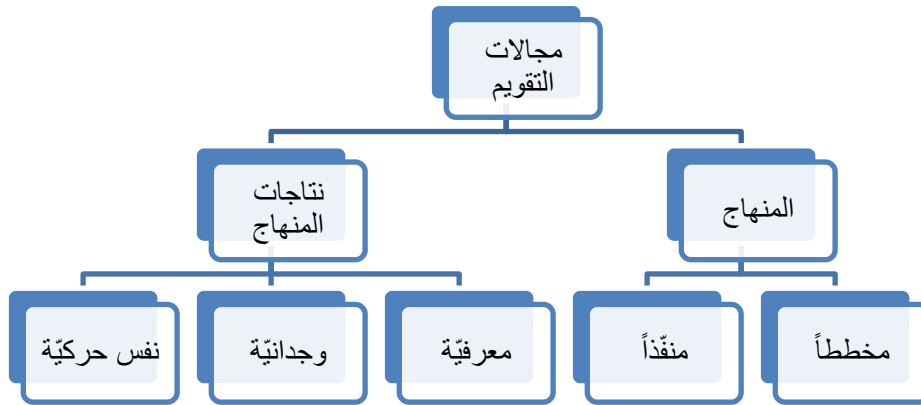 مجالات
التقويم
المنهاج
نتاجات
المنهاج
مخططاً
منفّذاً
معرفيّة
وجدانيّة
نفس حركيّة